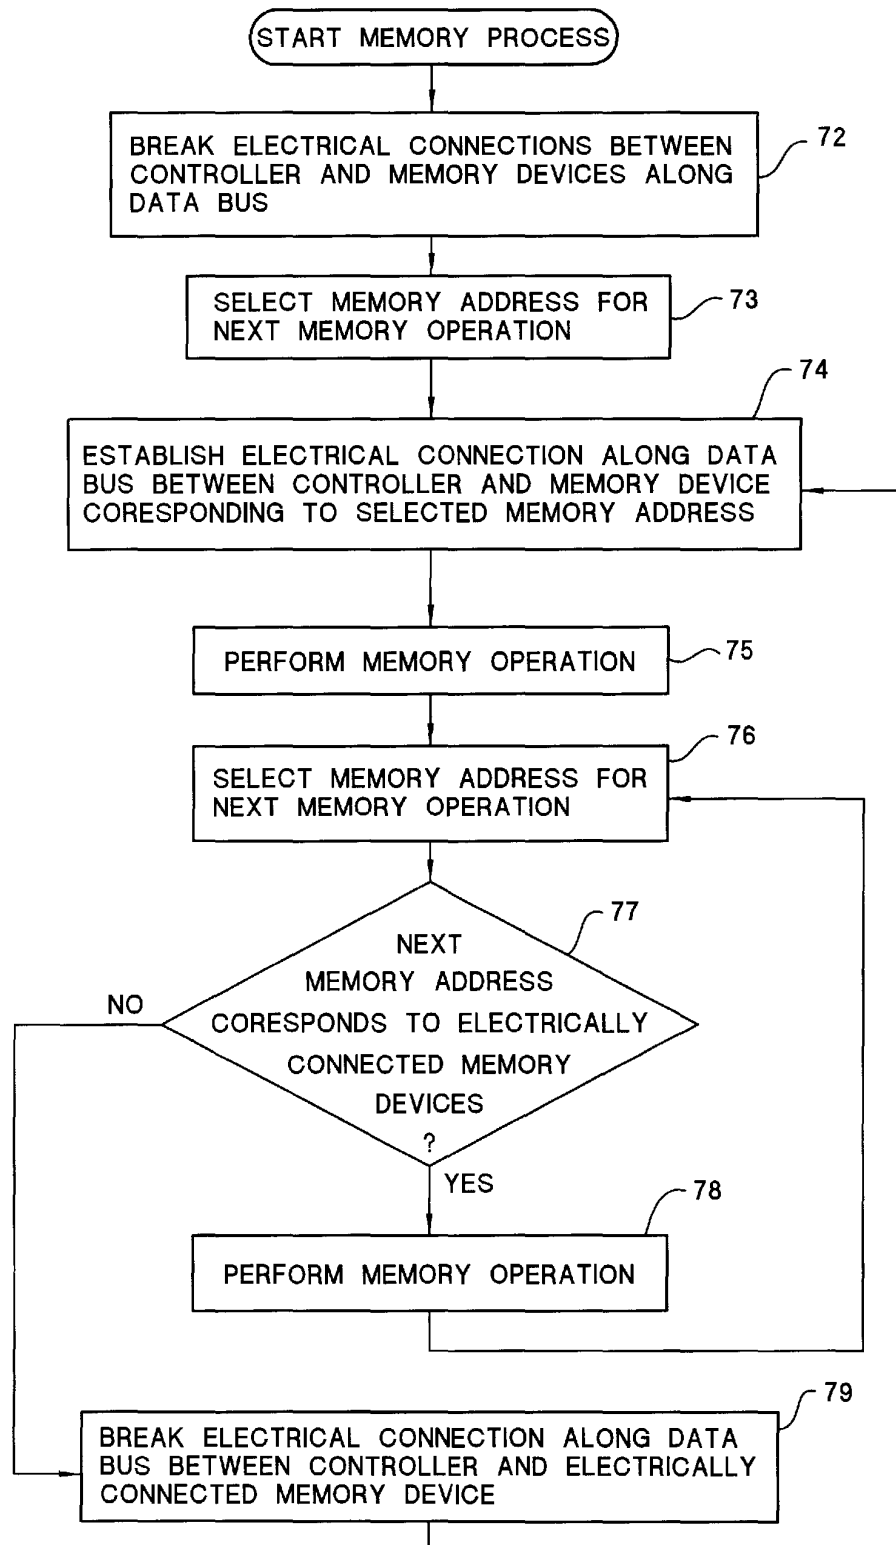 START MEMORY PROCESS
72
BREAK ELECTRICAL CONNECTIONS BETWEEN
CONTROLLER AND MEMORY DEVICES ALONG
DATA BUS
73
SELECT MEMORY ADDRESS FOR
NEXT MEMORY OPERATION
74
ESTABLISH ELECTRICAL CONNECTION ALONG DATA
BUS BETWEEN CONTROLLER AND MEMORY DEVICE
CORESPONDING TO SELECTED MEMORY ADDRESS
75
PERFORM MEMORY OPERATION
76
SELECT MEMORY ADDRESS FOR
NEXT MEMORY OPERATION
77
NEXT
MEMORY ADDRESS
CORESPONDS TO ELECTRICALLY
CONNECTED MEMORY
DEVICES
?
NO
YES
78
PERFORM MEMORY OPERATION
79
BREAK ELECTRICAL CONNECTION ALONG DATA
BUS BETWEEN CONTROLLER AND ELECTRICALLY
CONNECTED MEMORY DEVICE